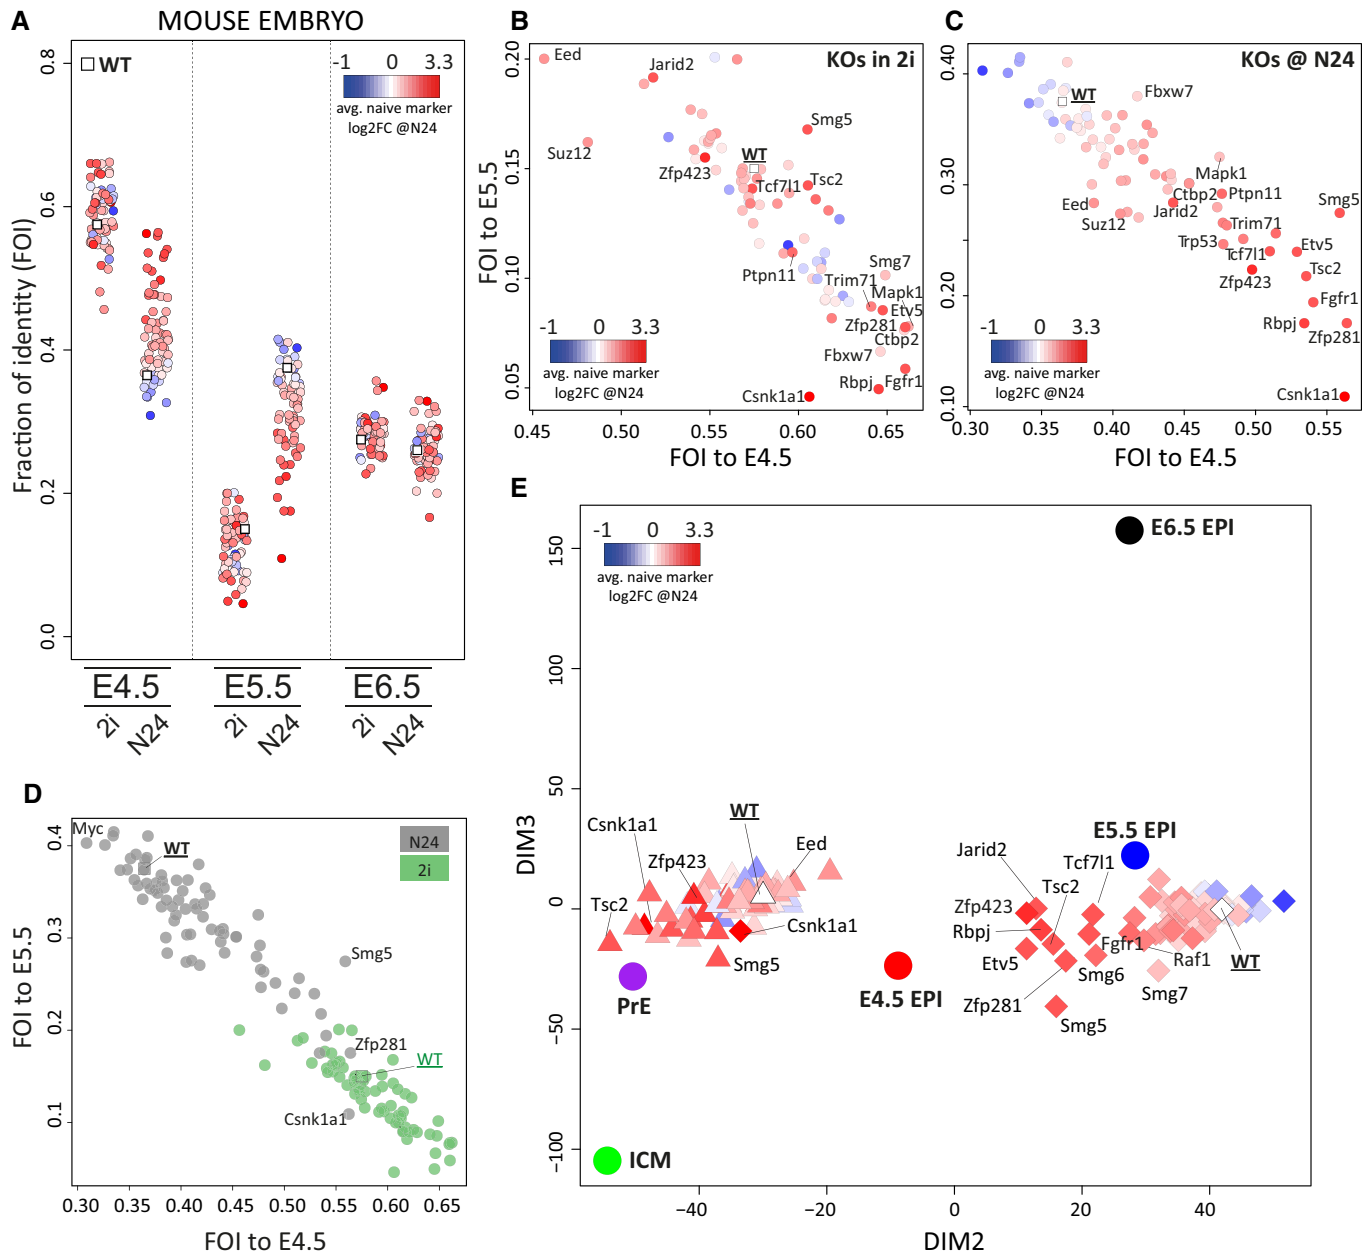 A
MOUSE EMBRYO
WT
-1 0 3.3
avg. naive marker
log2FC @N24
Fraction of identity (FOI)
0.8
0.6
0.4
0.2
0.0
E4.5 E5.5 E6.5
2i N24 2i N24 2i N24
B
KOs in 2i
Eed
Jarid2
Smg5
Suz12
WT
Zfp423
Tcf7l1
Tsc2
Ptpn11
Smg7
Trim71
Mapk1
Etv5
Zfp281
Ctbp2
Fbxw7
Rbpj
Fgfr1
Csnk1a1
-1 0 3.3
avg. naive marker
log2FC @N24
FOI to E5.5
0.20
0.15
0.10
0.05
0.45 0.50 0.55 0.60 0.65
FOI to E4.5
C
KOs @ N24
WT
Fbxw7
Mapk1
Eed
Ctbp2
Ptpn11
Jarid2
Smg5
Suz12
Trim71
Trp53
Etv5
Tcf7l1
Tsc2
Zfp423
Fgfr1
Rbpj
Zfp281
Csnk1a1
-1 0 3.3
avg. naive marker
log2FC @N24
0.40
0.30
0.20
0.10
0.30 0.35 0.40 0.45 0.50 0.55
FOI to E4.5
D
Myc
WT
N24
2i
Smg5
Zfp281
WT
Csnk1a1
FOI to E5.5
0.4
0.3
0.2
0.1
0.30 0.35 0.40 0.45 0.50 0.55 0.60 0.65
FOI to E4.5
E
-1 0 3.3
avg. naive marker
log2FC @N24
E6.5 EPI
WT
Csnk1a1
Zfp423
Eed
Tsc2
Csnk1a1
Smg5
PrE
E4.5 EPI
ICM
E5.5 EPI
Jarid2
Tcf7l1
Tsc2
Zfp423
Rbpj
Etv5
Fgfr1
Raf1
WT
Smg6
Zfp281
Smg7
Smg5
DIM3
150
100
50
0
−50
−100
−40 −20 0 20 40
DIM2